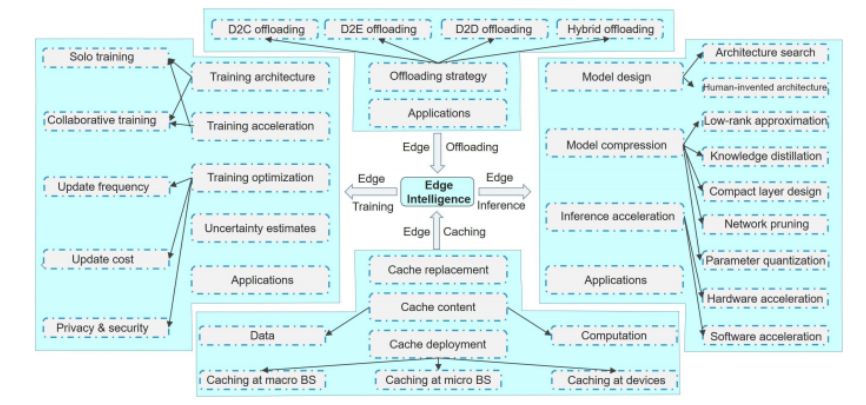 D2C offloading
D2E offloading
D2D offloading
Hybrid offloading
Offloading strategy
Applications
Edge Offloading
Solo training
Training architecture
Collaborative training
Training acceleration
Training optimization
Update frequency
Uncertainty estimates
Update cost
Applications
Privacy & security
Edge
Training
Edge
Intelligence
Edge
Inference
Model design
Architecture search
Human-invented architecture
Model compression
Low-rank approximation
Knowledge distillation
Compact layer design
Network pruning
Parameter quantization
Inference acceleration
Hardware acceleration
Software acceleration
Applications
Edge Caching
Cache replacement
Cache content
Data
Computation
Cache deployment
Caching at macro BS
Caching at micro BS
Caching at devices